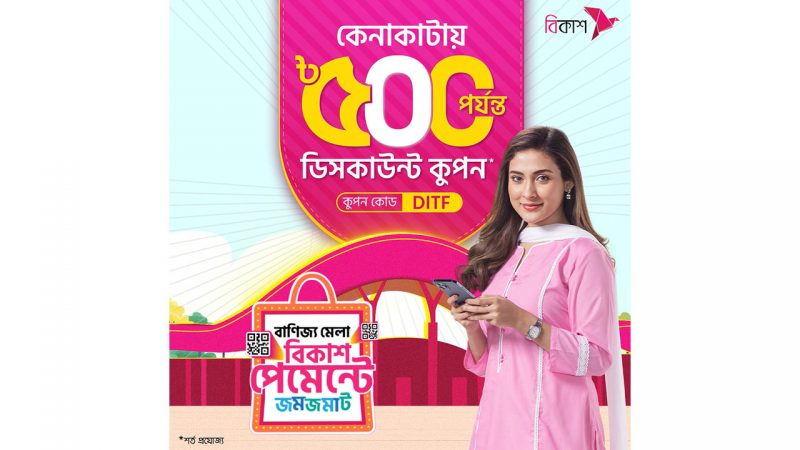 কেনাকাটায়
৳৫০০ পর্যন্ত
ডিসকাউন্ট কুপন*
কুপন কোড DITF
বিকাশ
বাণিজ্য মেলা
বিকাশ
পেমেন্টে
জমজমাট
*শর্ত প্রযোজ্য